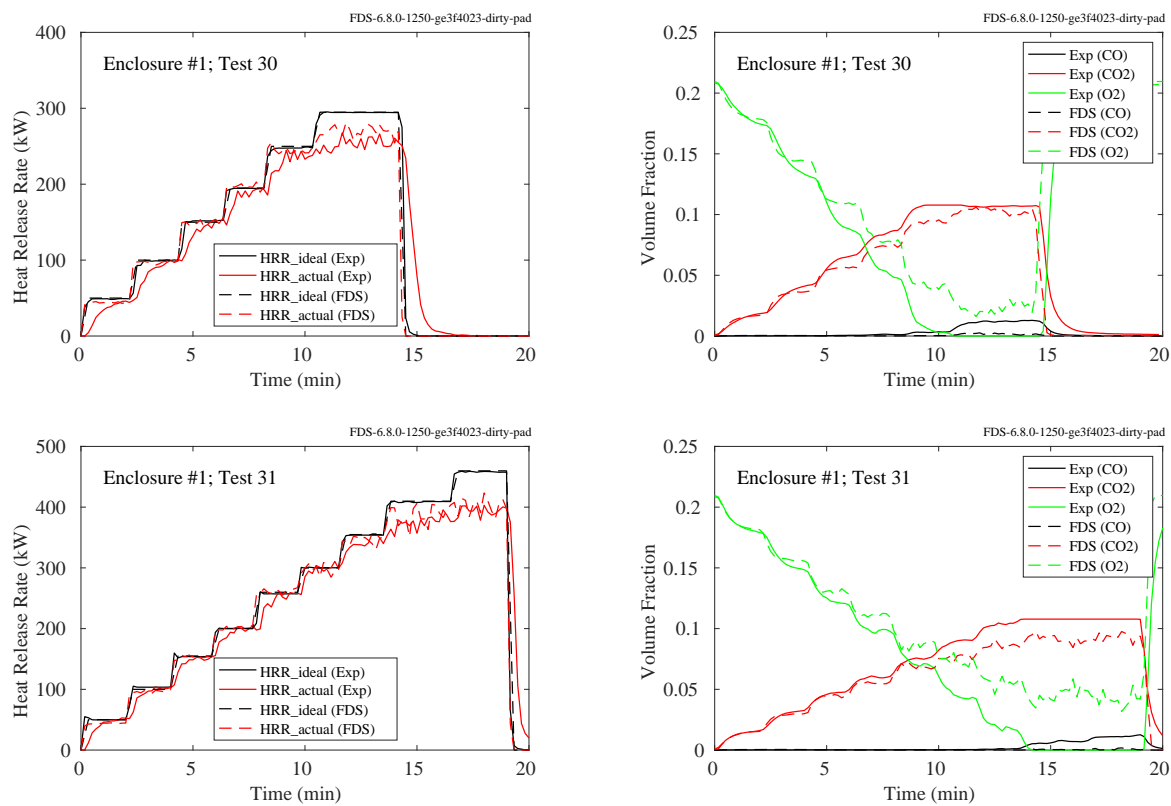 FDS-6.8.0-1250-ge3f4023-dirty-pad
Enclosure #1; Test 30
Heat Release Rate (kW)
400
300
200
100
0
HRR_ideal (Exp)
HRR_actual (Exp)
HRR_ideal (FDS)
HRR_actual (FDS)
0 5 10 15 20
Time (min)
FDS-6.8.0-1250-ge3f4023-dirty-pad
Enclosure #1; Test 30
Volume Fraction
0.25
0.2
0.15
0.1
0.05
0
Exp (CO)
Exp (CO2)
Exp (O2)
FDS (CO)
FDS (CO2)
FDS (O2)
0 5 10 15 20
Time (min)
FDS-6.8.0-1250-ge3f4023-dirty-pad
Enclosure #1; Test 31
Heat Release Rate (kW)
500
400
300
200
100
0
HRR_ideal (Exp)
HRR_actual (Exp)
HRR_ideal (FDS)
HRR_actual (FDS)
0 5 10 15 20
Time (min)
FDS-6.8.0-1250-ge3f4023-dirty-pad
Enclosure #1; Test 31
Volume Fraction
0.25
0.2
0.15
0.1
0.05
0
Exp (CO)
Exp (CO2)
Exp (O2)
FDS (CO)
FDS (CO2)
FDS (O2)
0 5 10 15 20
Time (min)